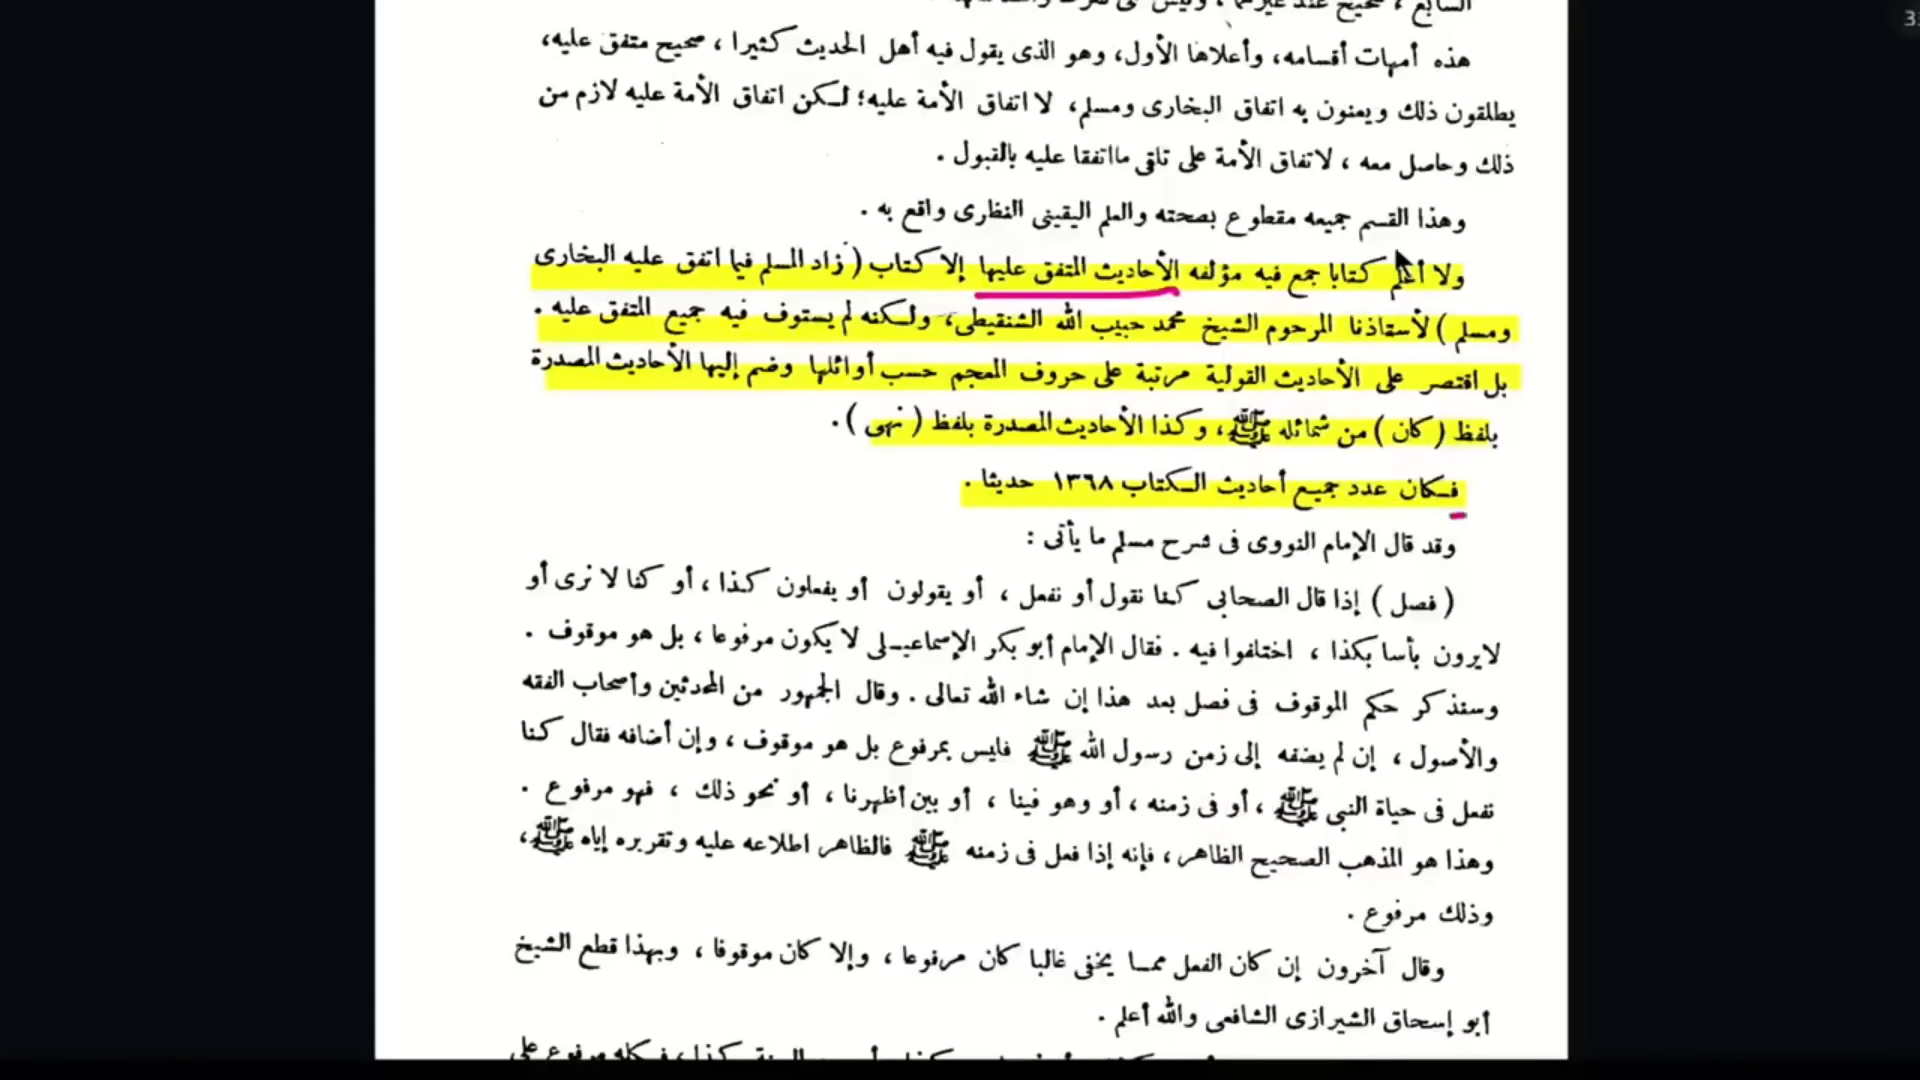 السابع ، صحيح عند غيرهما ، وليس
هذه أمهات أقسامه، وأعلاها الأول، وهو الذى يقول فيه أهل الحديث كثيرا ، صحيح متفق عليه،
يطلقون ذلك ويعنون به اتفاق البخارى ومسلم، لا اتفاق الأمة عليه؛ لكن اتفاق الأمة عليه لازم من
ذلك وحاصل معه ، لاتفاق الأمة على تلقى مااتفقا عليه بالقبول .
وهذا القسم جميعه مقطوع بصحته والعلم اليقينى النظرى واقع به .
ولا أعلم كتابا جمع فيه مؤلفه الأحاديث المتفق عليها إلا كتاب ( زاد المسلم فيما اتفق عليه البخارى
ومسلم ) لأستاذنا المرحوم الشيخ محمد حبيب الله الشنقيطى، ولكنه لم يستوف فيه جميع المتفق عليه .
بل اقتصر على الأحاديث القولية مرتبة على حروف المعجم حسب أوائلها وضم إليها الأحاديث المصدرة
بلفظ ( كان ) من شمائله ﷺ ، وكذا الأحاديث المصدرة بلفظ ( نهى ) .
فكان عدد جميع أحاديث الكتاب ١٣٦٨ حديثا .
وقد قال الإمام النووى فى شرح مسلم ما يأتى :
( فصل ) إذا قال الصحابى كنا نقول أو نفعل ، أو يقولون أو يفعلون كذا ، أو كنا لا نرى أو
لايرون بأسا بكذا ، اختلفوا فيه . فقال الإمام أبو بكر الإسماعيلى لا يكون مرفوعا ، بل هو موقوف .
وسنذكر حكم الموقوف فى فصل بعد هذا إن شاء الله تعالى . وقال الجمهور من المحدثين وأصحاب الفقه
والأصول ، إن لم يضفه إلى زمن رسول الله ﷺ فليس بمرفوع بل هو موقوف ، وإن أضافه فقال كنا
نفعل فى حياة النبى ﷺ ، أو فى زمنه ، أو وهو فينا ، أو بين أظهرنا ، أو نحو ذلك ، فهو مرفوع .
وهذا هو المذهب الصحيح الظاهر ، فإنه إذا فعل فى زمنه ﷺ فالظاهر اطلاعه عليه وتقريره إياه ﷺ ،
وذلك مرفوع .
وقال آخرون إن كان الفعل مما يخفى غالبا كان مرفوعا ، وإلا كان موقوفا ، وبهذا قطع الشيخ
أبو إسحاق الشيرازى الشافعى والله أعلم .
كذا ، فكله مرفوع على